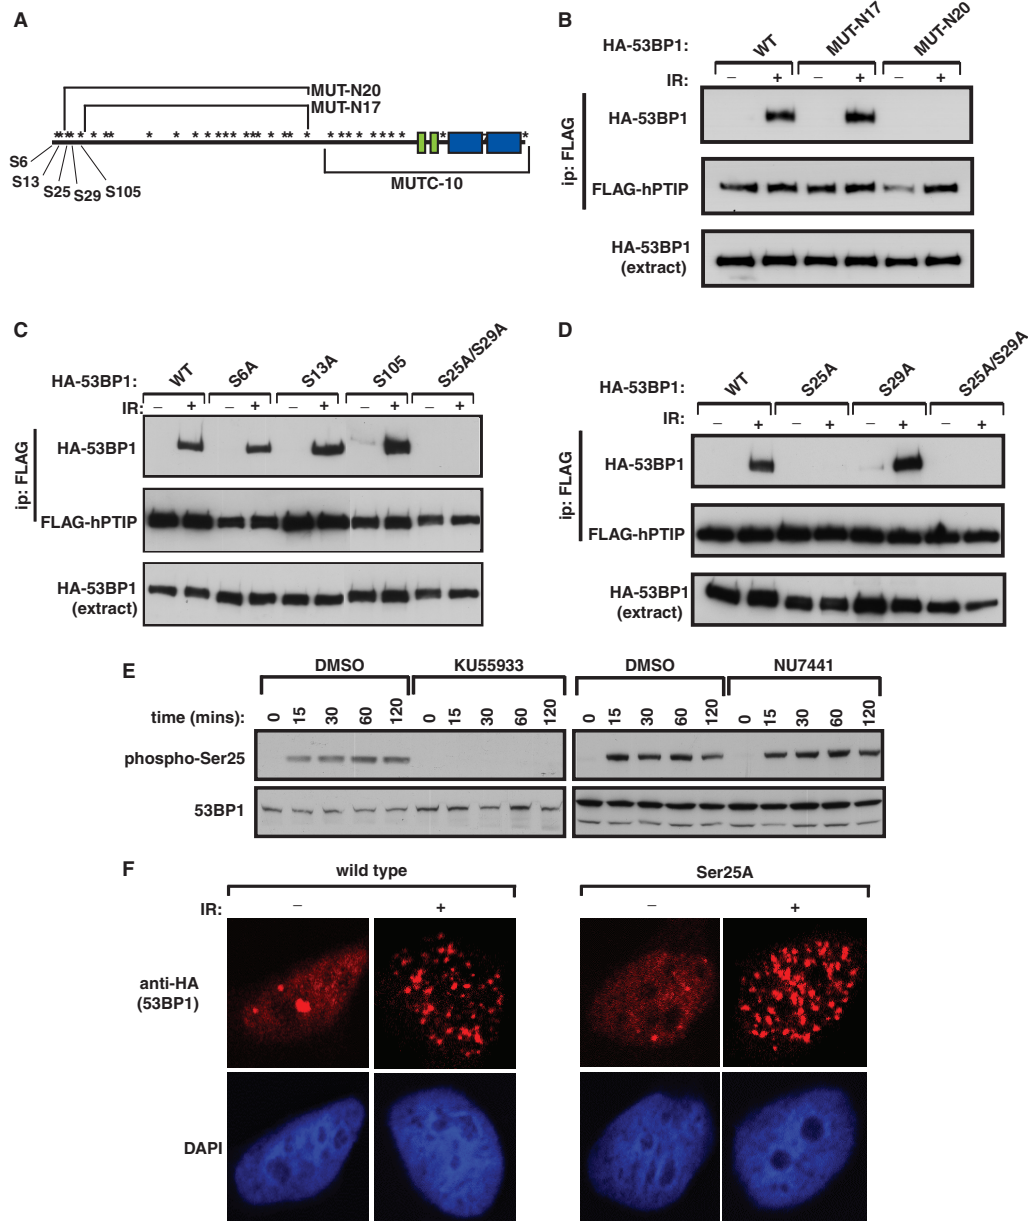 A
MUT-N20
MUT-N17
* * * * * * * * * * * * * * * * * * * * * * * * * * * * * *
S6
S13
S25
S29
S105
MUTC-10
B
HA-53BP1:
WT
MUT-N17
MUT-N20
IR:
– + – + – +
ip: FLAG
HA-53BP1
FLAG-hPTIP
HA-53BP1
(extract)
C
HA-53BP1:
WT
S6A
S13A
S105
S25A/S29A
IR:
– + – + – + – + – +
ip: FLAG
HA-53BP1
FLAG-hPTIP
HA-53BP1
(extract)
D
HA-53BP1:
WT
S25A
S29A
S25A/S29A
IR:
– + – + – + – +
ip: FLAG
HA-53BP1
FLAG-hPTIP
HA-53BP1
(extract)
E
DMSO KU55933 DMSO NU7441
time (mins): 0 15 30 60 120 0 15 30 60 120 0 15 30 60 120 0 15 30 60 120
phospho-Ser25
53BP1
F
wild type Ser25A
IR: – + – +
anti-HA
(53BP1)
DAPI